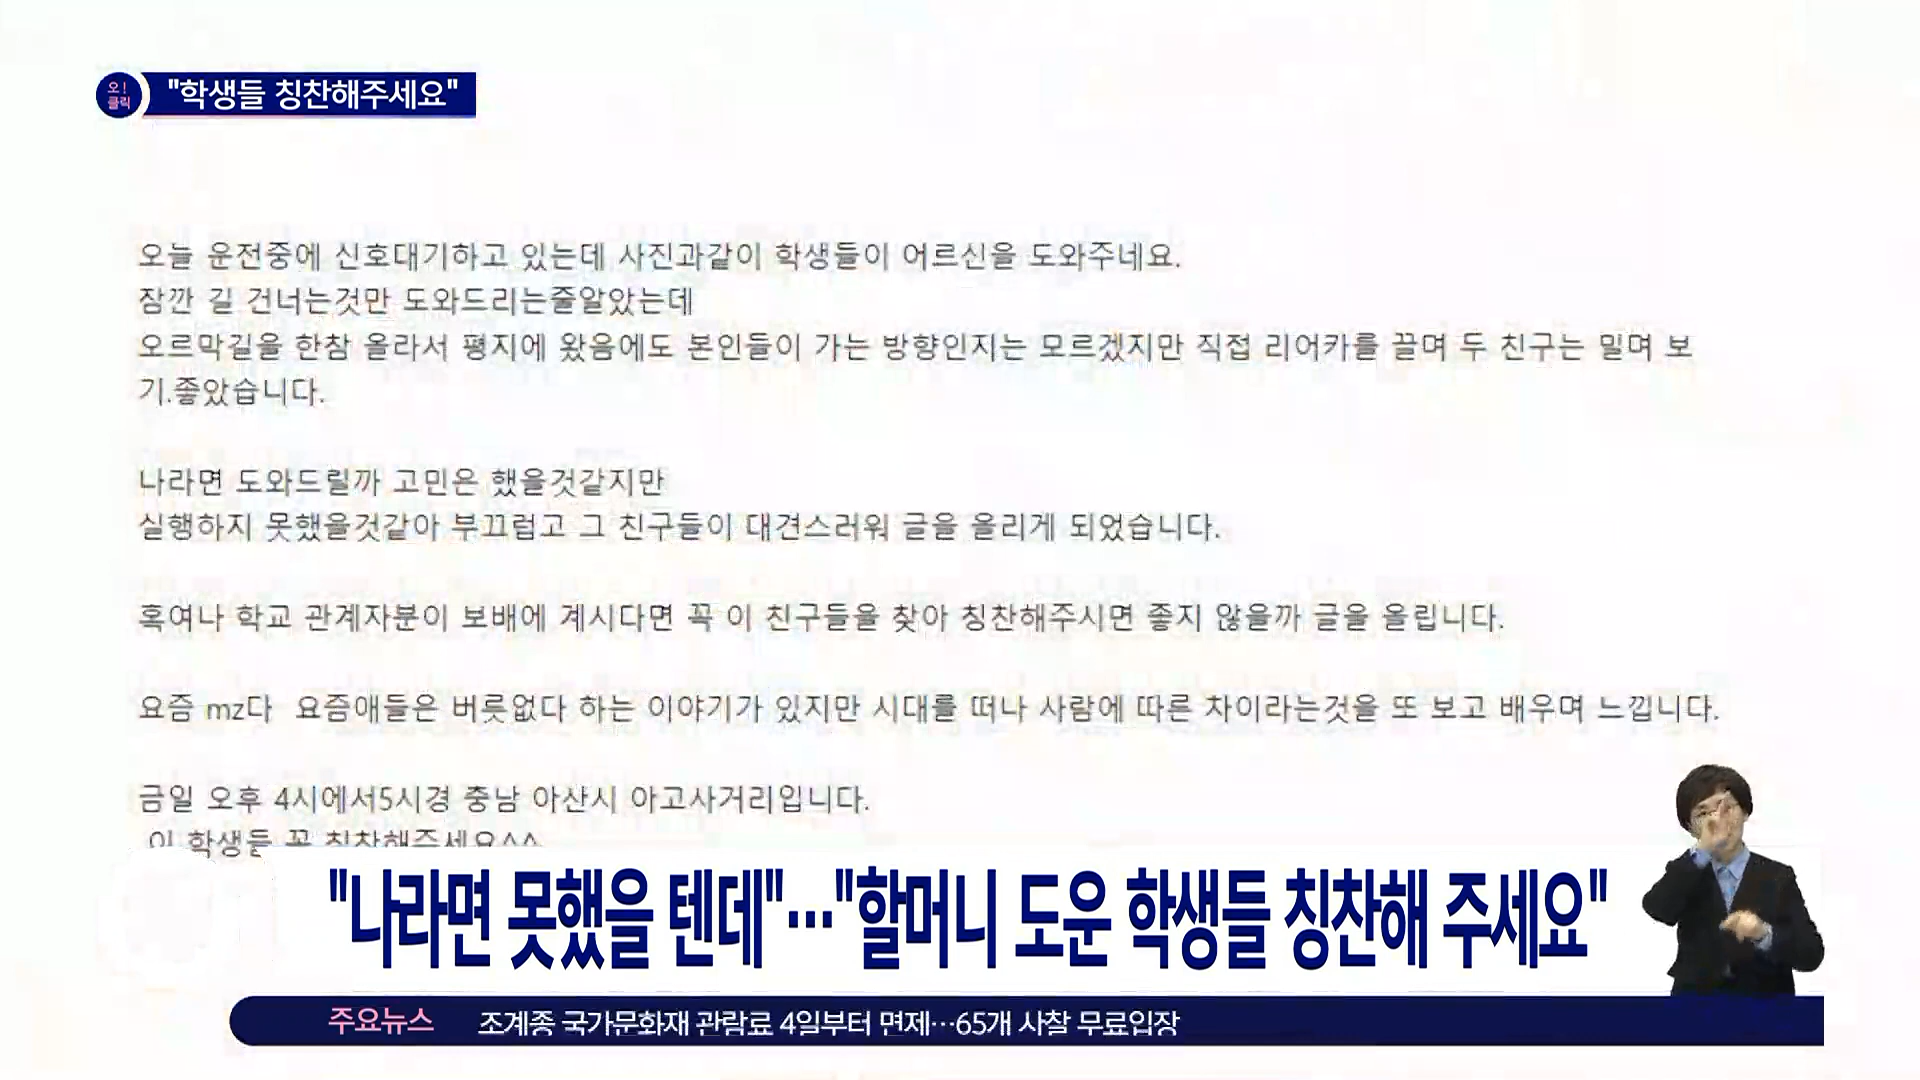 오!
클릭
"학생들 칭찬해주세요"
오늘 운전중에 신호대기하고 있는데 사진과같이 학생들이 어르신을 도와주네요.
잠깐 길 건너는것만 도와드리는줄알았는데
오르막길을 한참 올라서 평지에 왔음에도 본인들이 가는 방향인지는 모르겠지만 직접 리어카를 끌며 두 친구는 밀며 보
기.좋았습니다.
나라면 도와드릴까 고민은 했을것같지만
실행하지 못했을것같아 부끄럽고 그 친구들이 대견스러워 글을 올리게 되었습니다.
혹여나 학교 관계자분이 보배에 계시다면 꼭 이 친구들을 찾아 칭찬해주시면 좋지 않을까 글을 올립니다.
요즘 mz다 요즘애들은 버릇없다 하는 이야기가 있지만 시대를 떠나 사람에 따른 차이라는것을 또 보고 배우며 느낍니다.
금일 오후 4시에서5시경 충남 아산시 아고사거리입니다.
이 학생들 꼭 칭찬해주세요^^
"나라면 못했을 텐데"…"할머니 도운 학생들 칭찬해 주세요"
주요뉴스 조계종 국가문화재 관람료 4일부터 면제…65개 사찰 무료입장